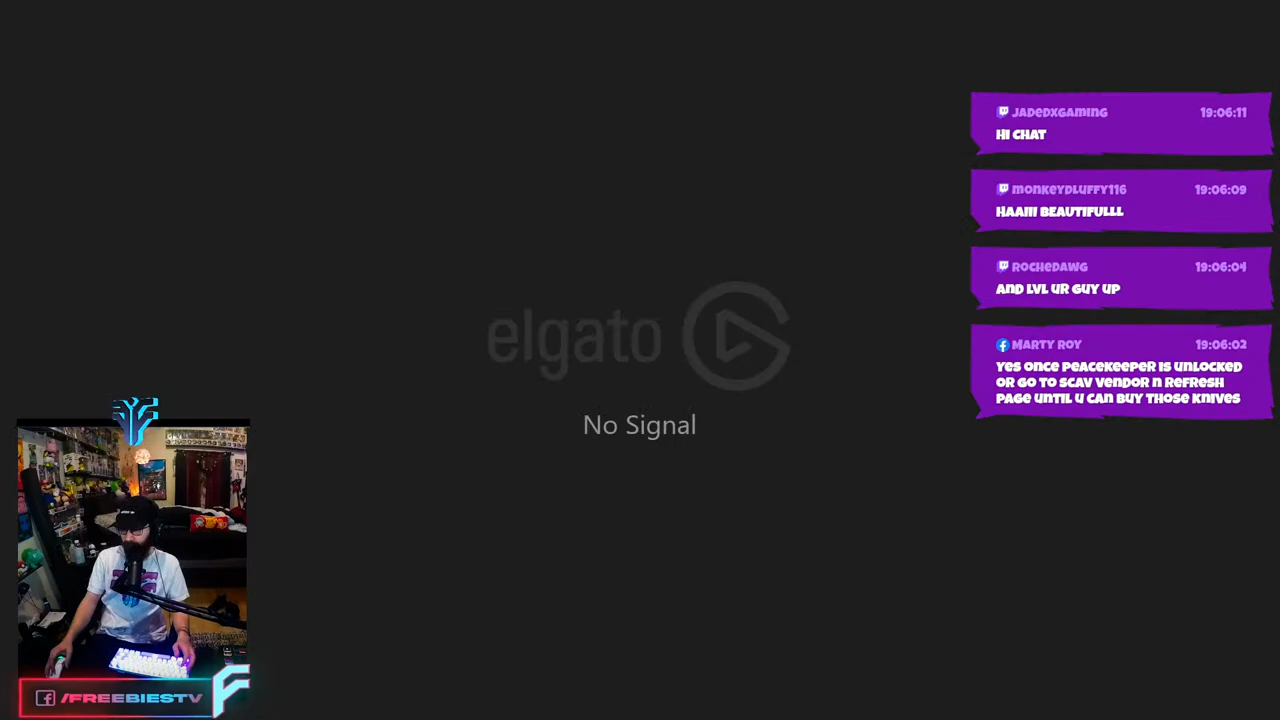 JADEDXGAMING 19:06:11
HI CHAT
MONKEYDLUFFY116 19:06:09
HAAIII BEAUTIFULLL
ROCHEDAWG 19:06:04
AND LVL UR GUY UP
MARTY ROY 19:06:02
YES ONCE PEACEKEEPER IS UNLOCKED
OR GO TO SCAV VENDOR N REFRESH
PAGE UNTIL U CAN BUY THOSE KNIVES
elgato
No Signal
/FREEBIESTV